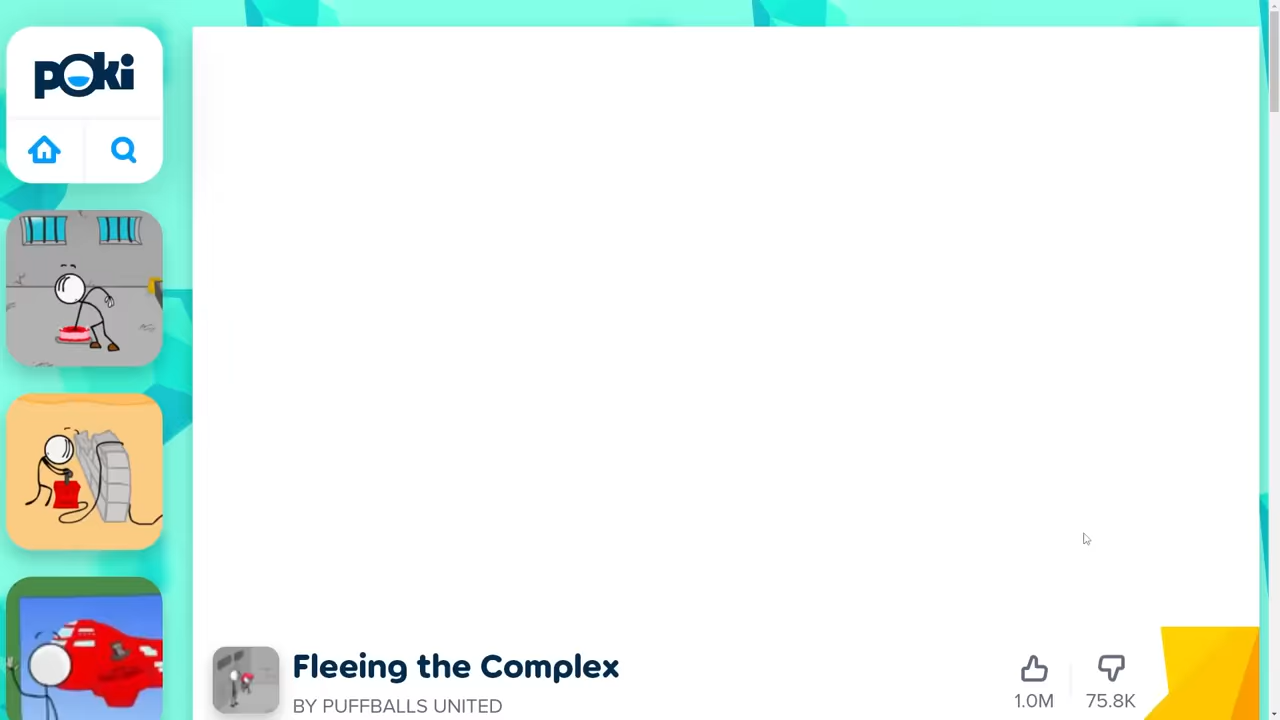 poki
Fleeing the Complex
BY PUFFBALLS UNITED
1.0M
75.8K